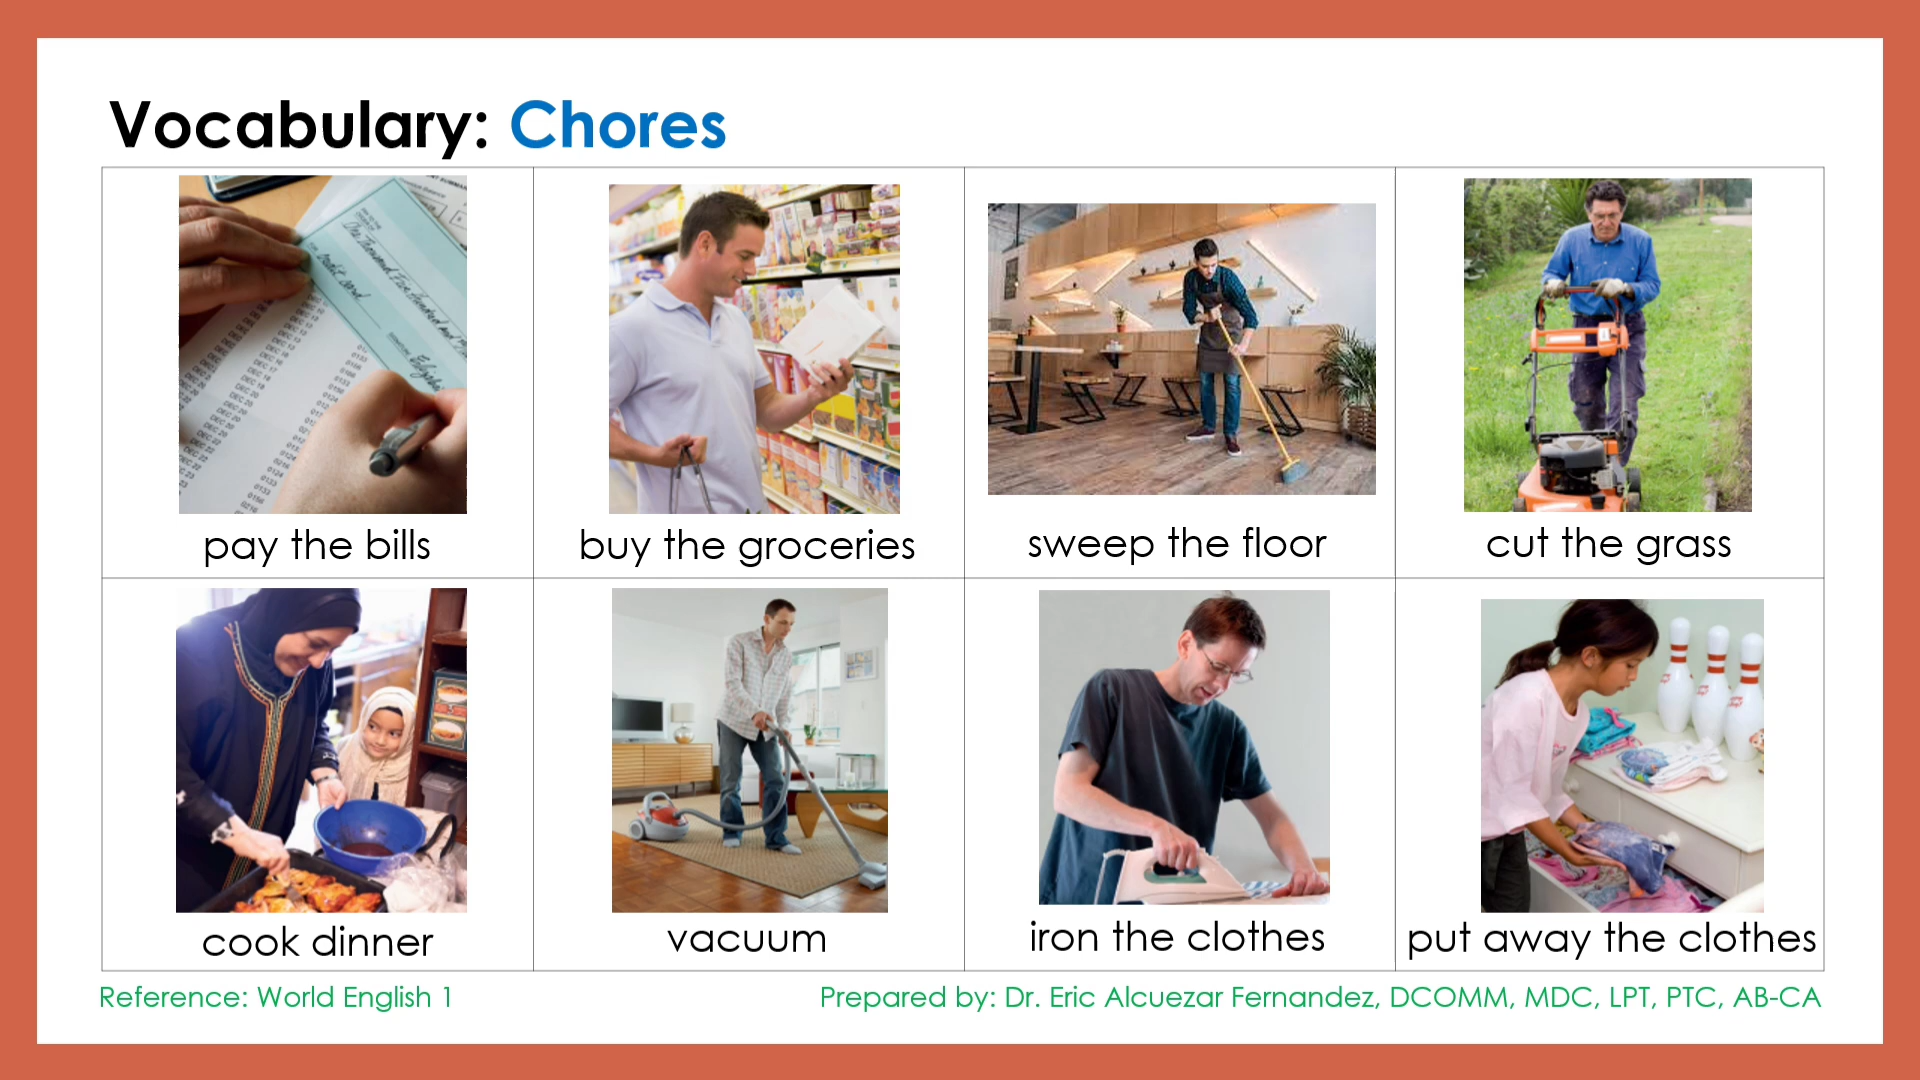 Vocabulary: Chores
pay the bills
buy the groceries
sweep the floor
cut the grass
cook dinner
vacuum
iron the clothes
put away the clothes
Reference: World English 1
Prepared by: Dr. Eric Alcuezar Fernandez, DCOMM, MDC, LPT, PTC, AB-CA